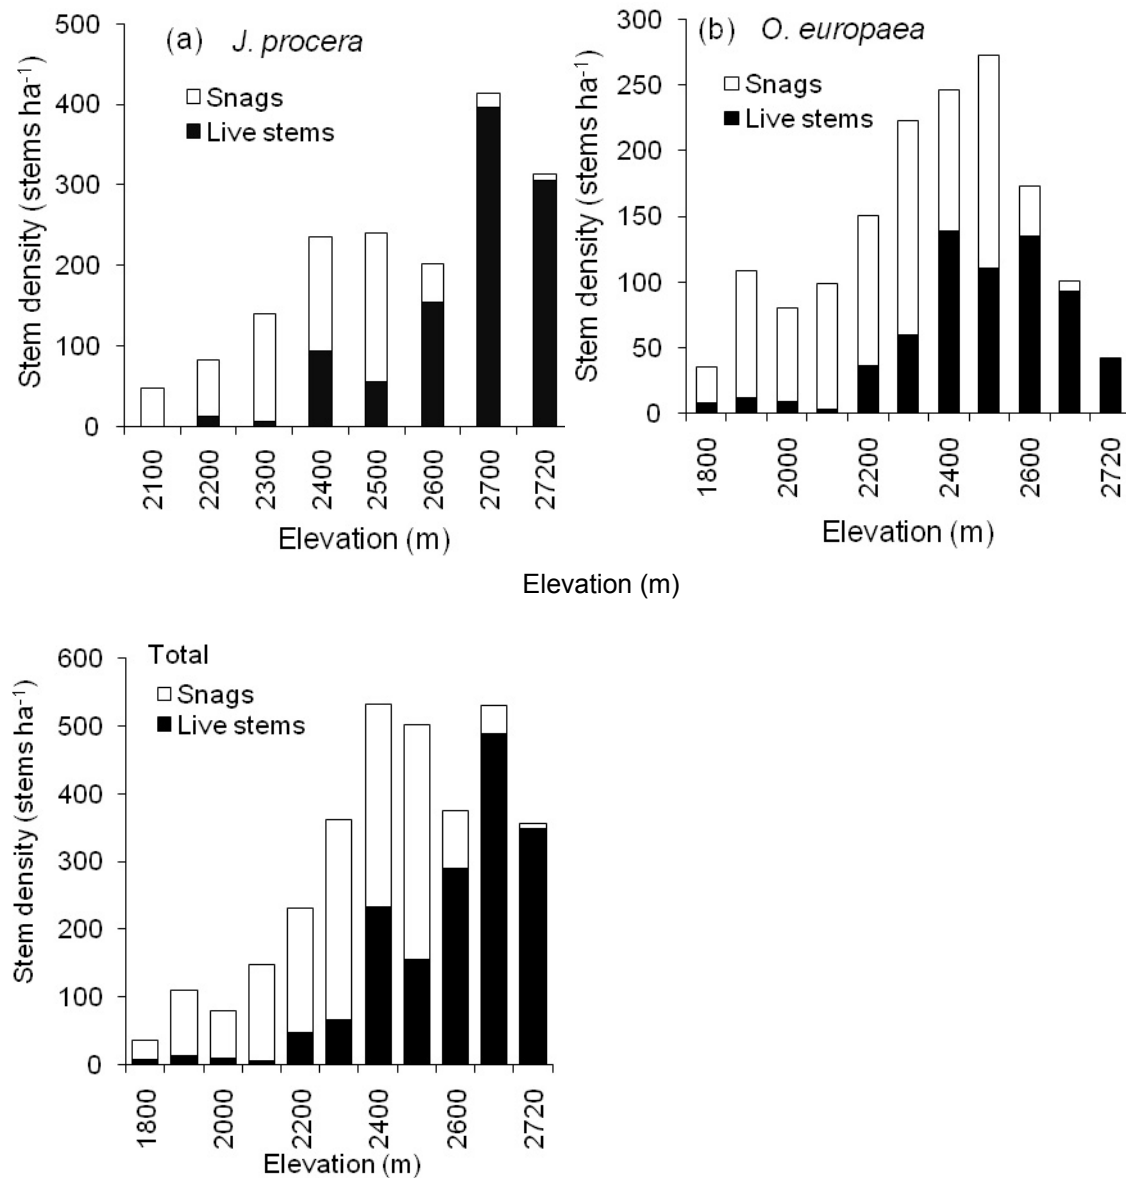 (a) J. procera
Snags
Live stems
Stem density (stems ha-1)
500
400
300
200
100
0
2100
2200
2300
2400
2500
2600
2700
2720
Elevation (m)
(b) O. europaea
Snags
Live stems
Stem density (stems ha-1)
300
250
200
150
100
50
0
1800
2000
2200
2400
2600
2720
Elevation (m)
Elevation (m)
Total
Snags
Live stems
Stem density (stems ha-1)
600
500
400
300
200
100
0
1800
2000
2200
2400
2600
2720
Elevation (m)